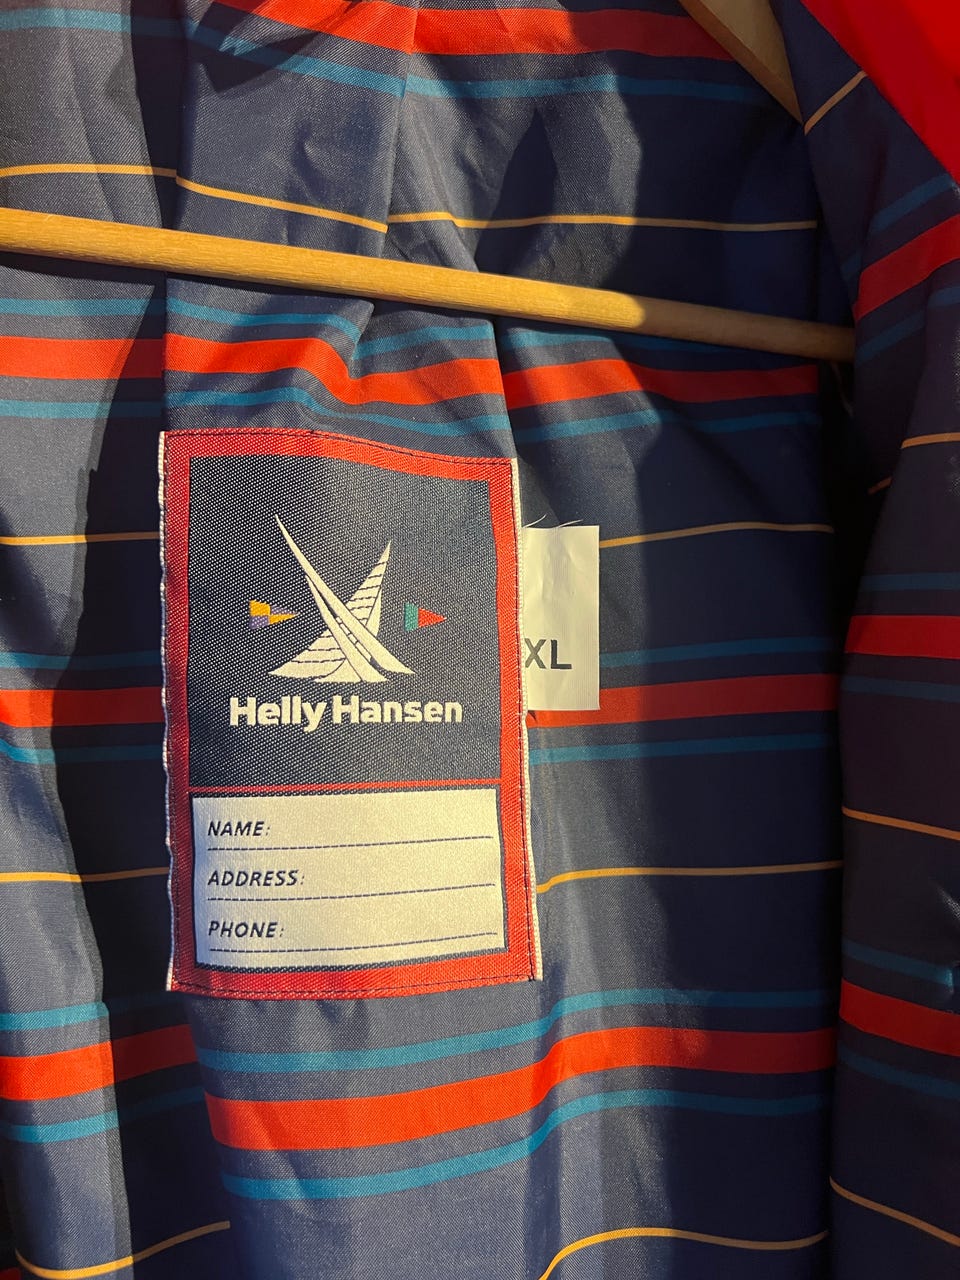 Helly Hansen
XL
NAME:
ADDRESS:
PHONE: